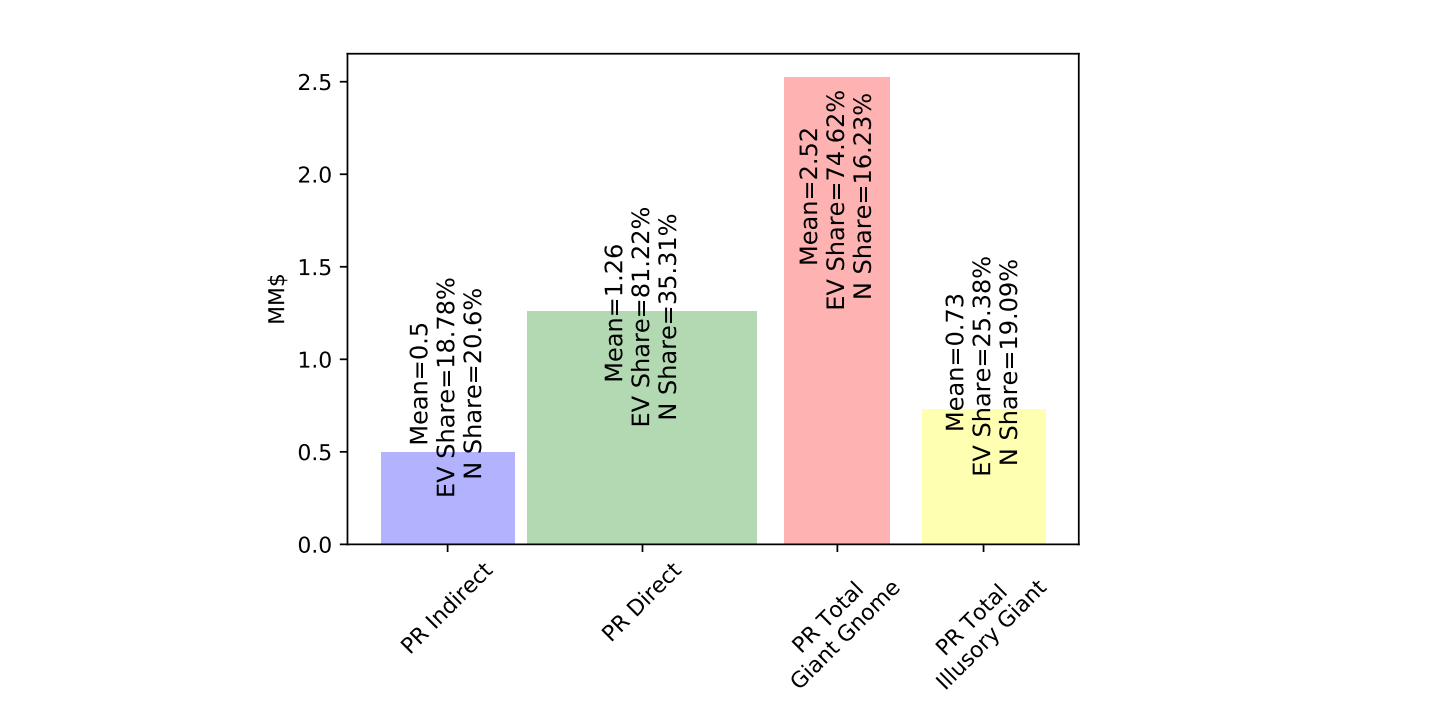 MM$
2.5
2.0
1.5
1.0
0.5
0.0
Mean=0.5
EV Share=18.78%
N Share=20.6%
Mean=1.26
EV Share=81.22%
N Share=35.31%
Mean=2.52
EV Share=74.62%
N Share=16.23%
Mean=0.73
EV Share=25.38%
N Share=19.09%
PR Indirect
PR Direct
PR Total
Giant Gnome
PR Total
Illusory Giant